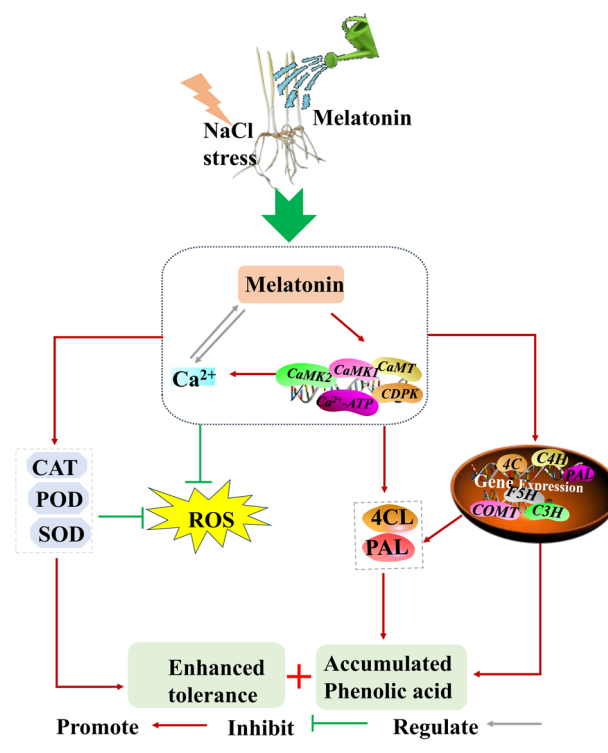 NaCl
stress
Melatonin
Melatonin
Ca²⁺
CaMK2
CaMK1
CaMT
Ca²⁺-ATP
CDPK
CAT
POD
SOD
ROS
4CL
PAL
4C
C4H
PAL
Gene Expression
F5H
COMT
C3H
Enhanced
tolerance
+
Accumulated
Phenolic acid
Promote
Inhibit
Regulate